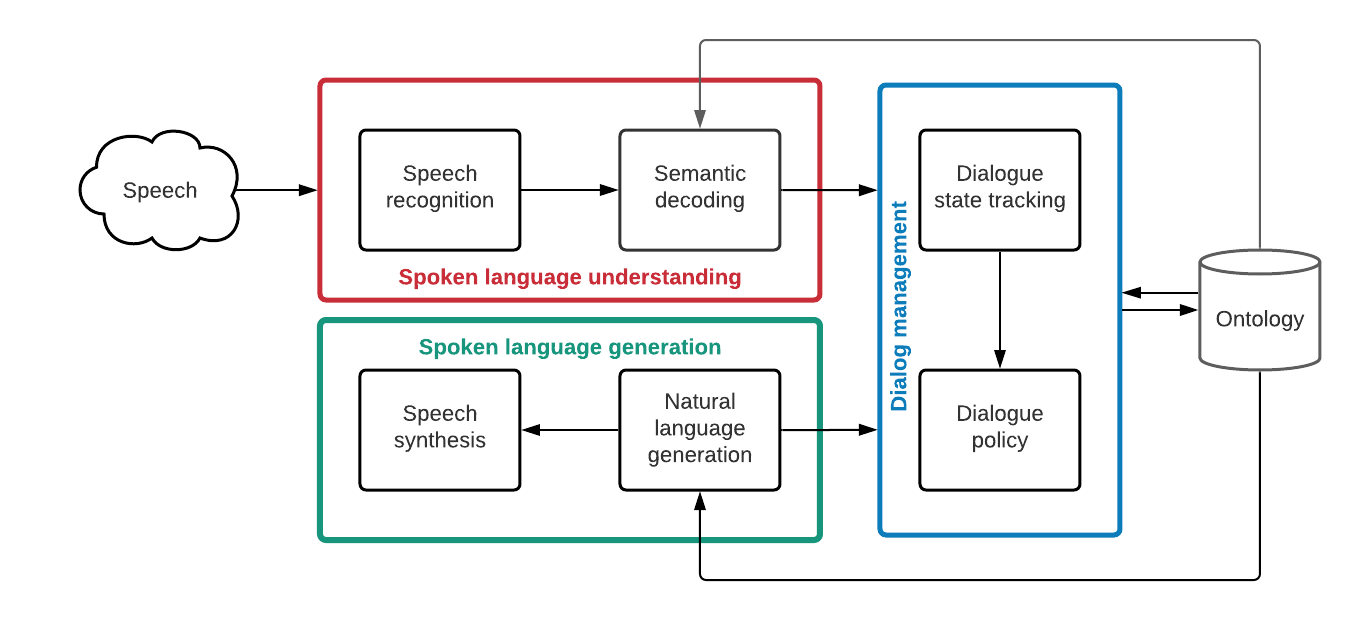 Speech
Speech
recognition
Semantic
decoding
Spoken language understanding
Dialogue
state tracking
Dialog management
Ontology
Spoken language generation
Speech
synthesis
Natural
language
generation
Dialogue
policy